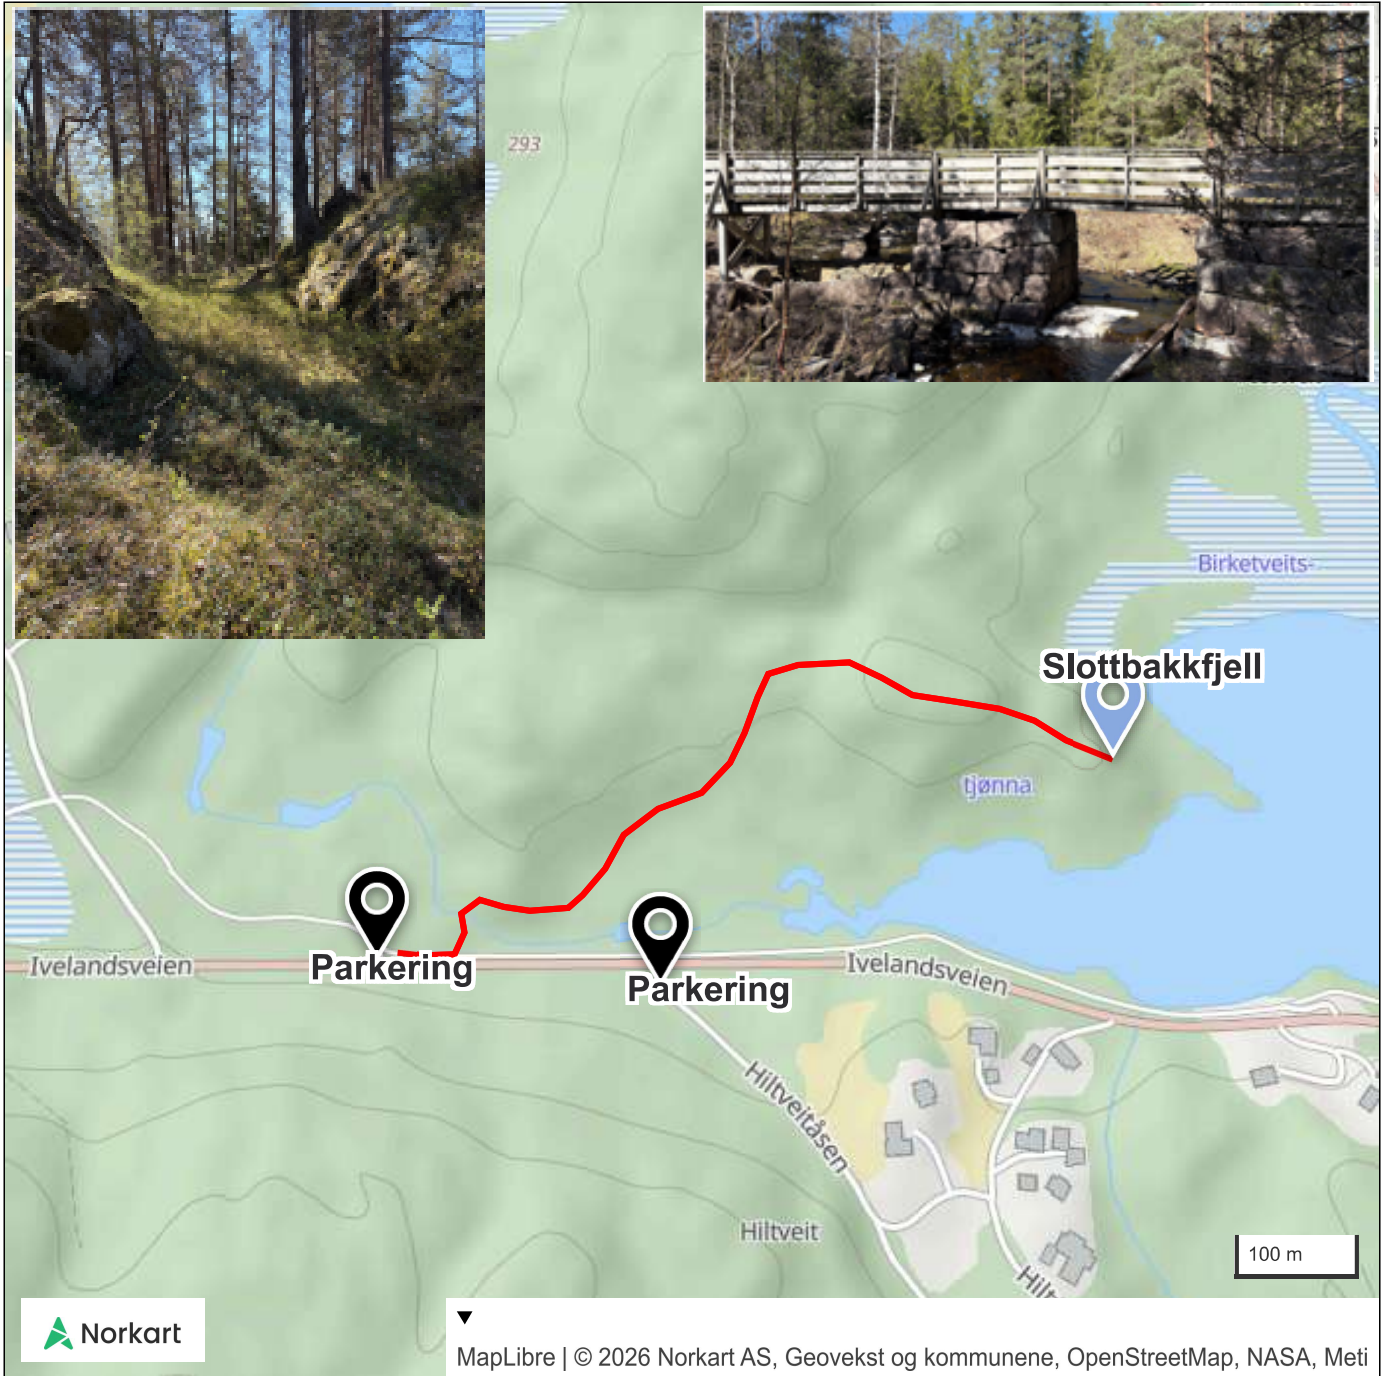 293
Birketveits-
Slottbakkfjell
tjønna
Parkering
Ivelandsveien
Parkering
Ivelandsveien
Hiltveitåsen
Hiltveit
100 m
Norkart
▼
MapLibre | © 2026 Norkart AS, Geovekst og kommunene, OpenStreetMap, NASA, Meti